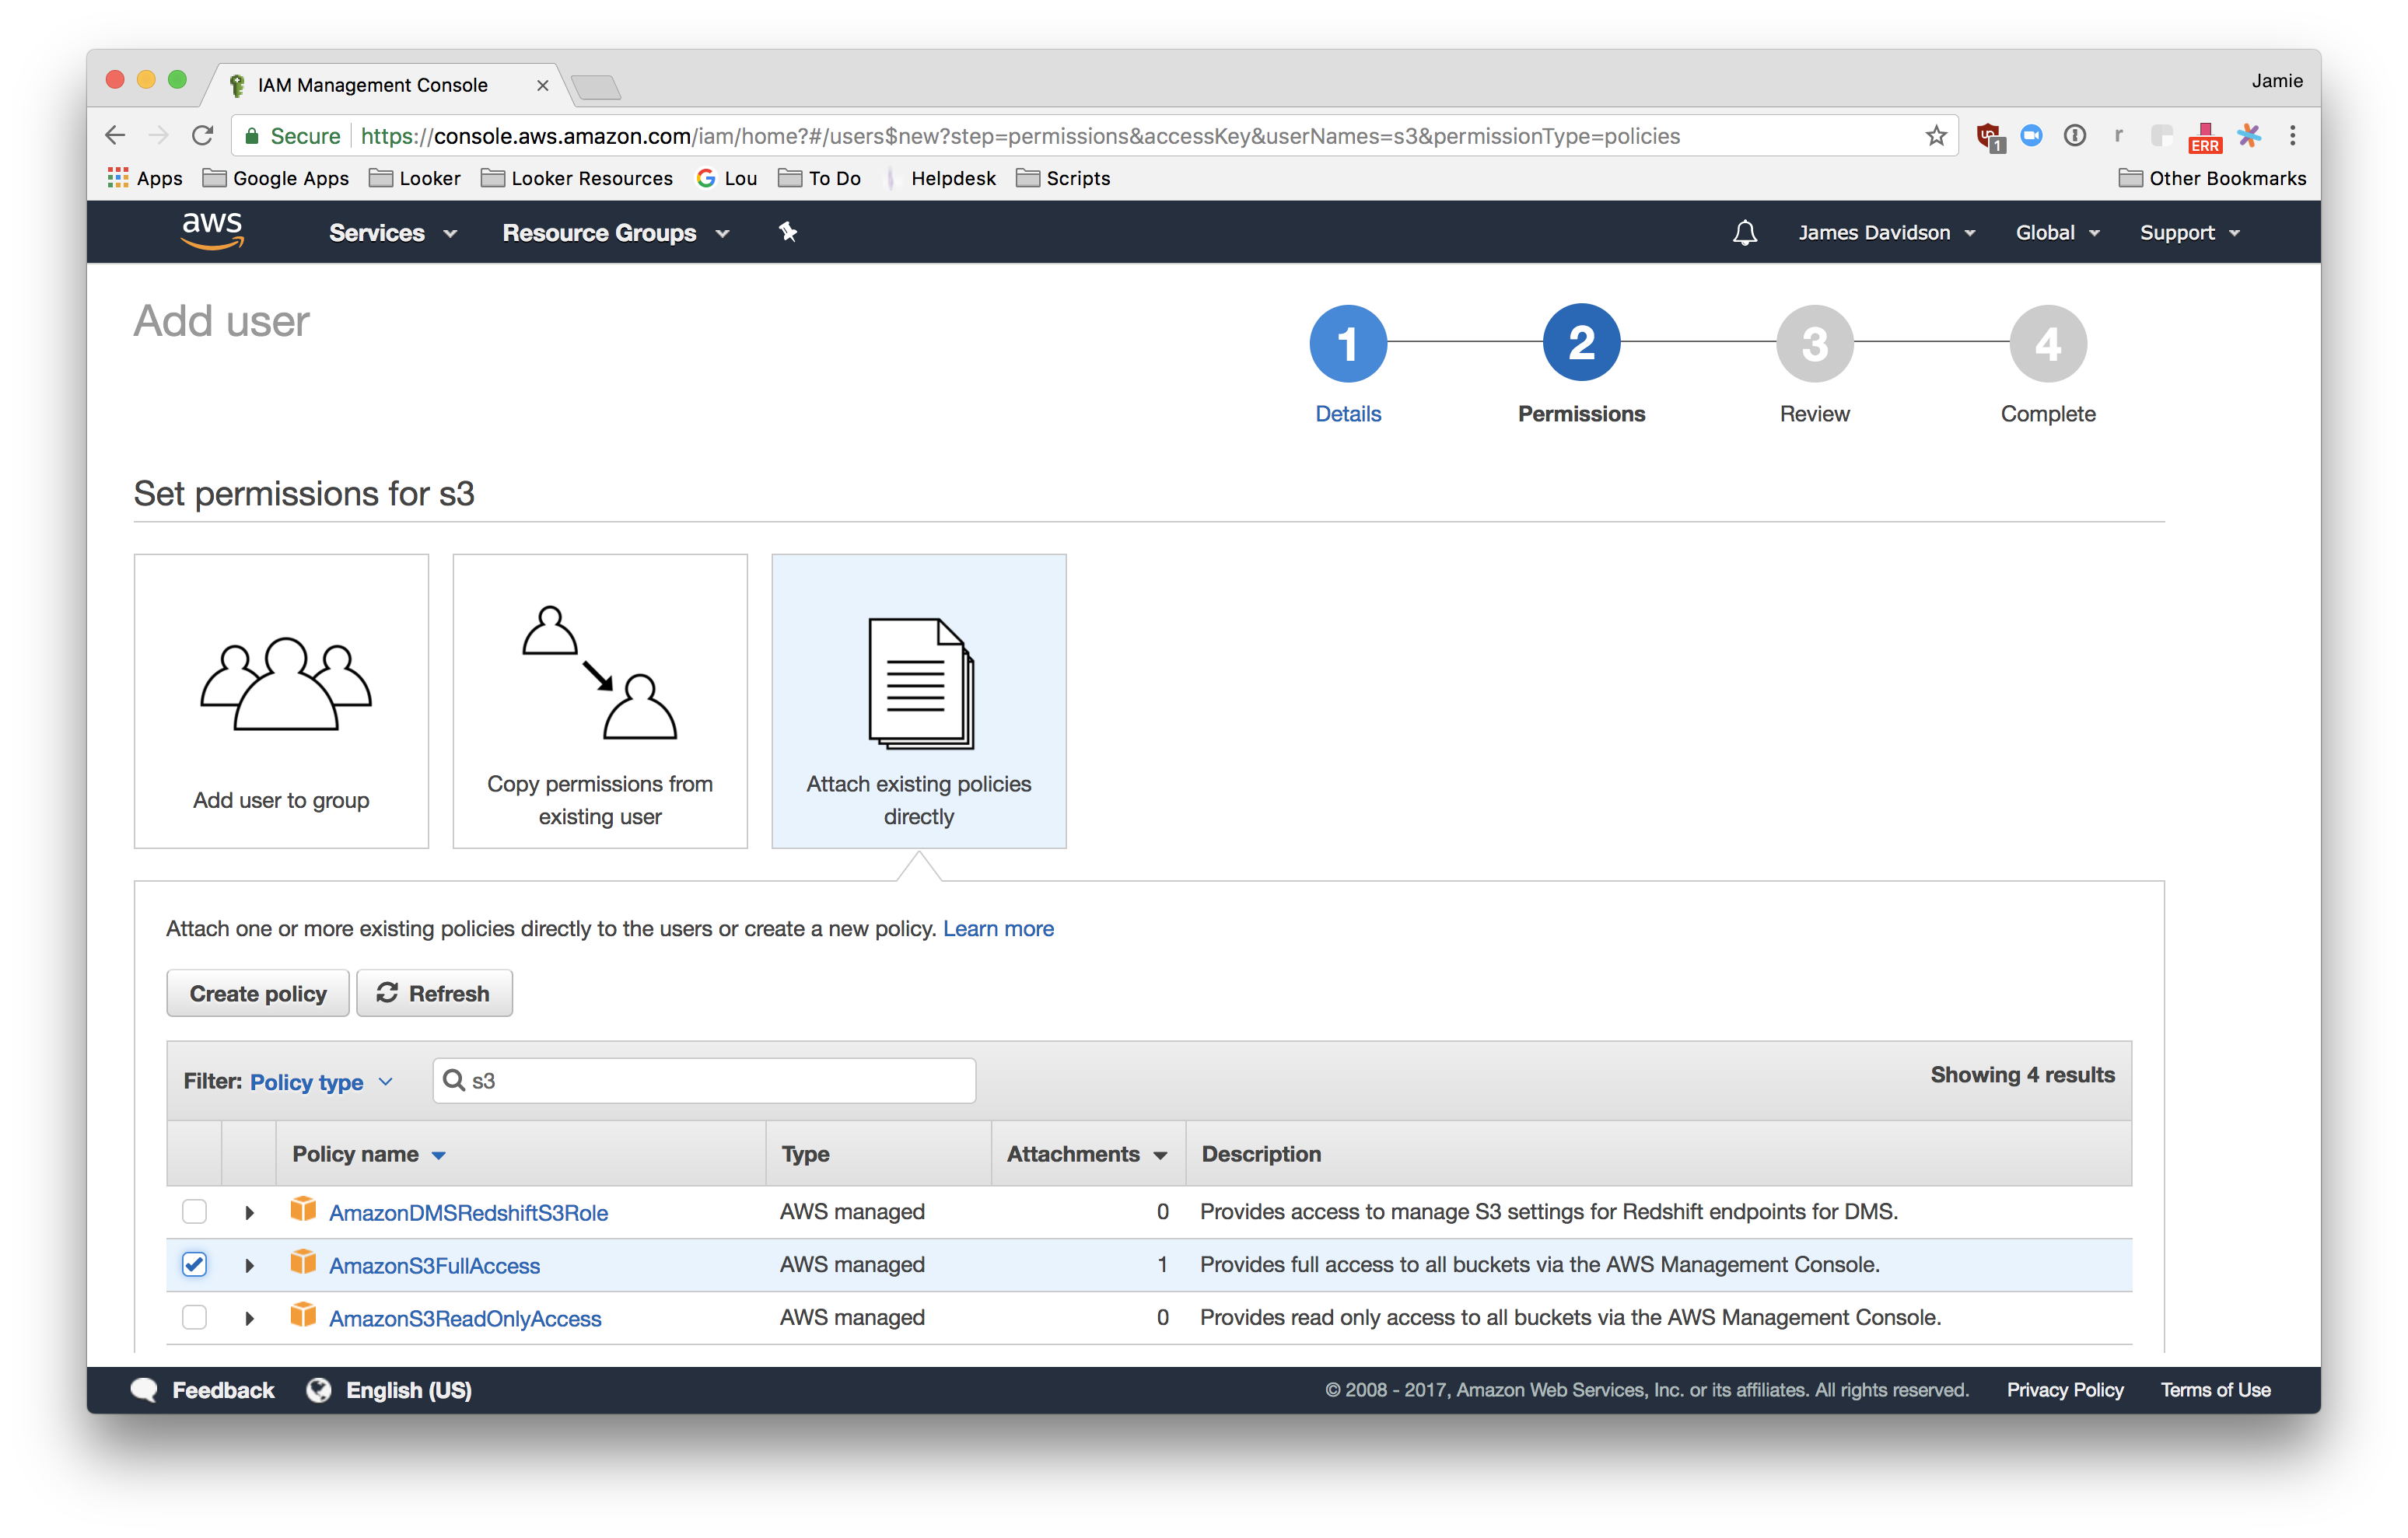 IAM Management Console
Jamie
Secure https://console.aws.amazon.com/iam/home?#/users$new?step=permissions&accessKey&userNames=s3&permissionType=policies
1
r
ERR
Apps Google Apps Looker Looker Resources Lou To Do Helpdesk Scripts Other Bookmarks
aws Services Resource Groups James Davidson Global Support
Add user
1 2 3 4
Details Permissions Review Complete
Set permissions for s3
Add user to group
Copy permissions from
existing user
Attach existing policies
directly
Attach one or more existing policies directly to the users or create a new policy. Learn more
Create policy Refresh
Filter: Policy type s3 Showing 4 results
Policy name Type Attachments Description
AmazonDMSRedshiftS3Role AWS managed 0 Provides access to manage S3 settings for Redshift endpoints for DMS.
AmazonS3FullAccess AWS managed 1 Provides full access to all buckets via the AWS Management Console.
AmazonS3ReadOnlyAccess AWS managed 0 Provides read only access to all buckets via the AWS Management Console.
Feedback English (US) © 2008 - 2017, Amazon Web Services, Inc. or its affiliates. All rights reserved. Privacy Policy Terms of Use